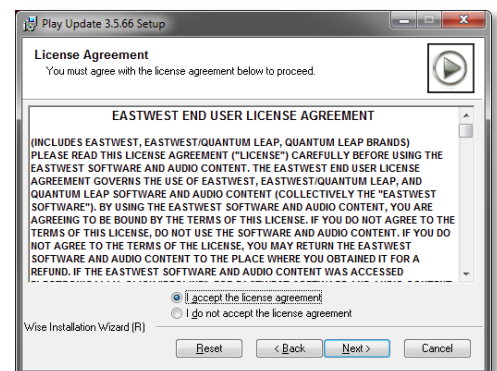 Play Update 3.5.66 Setup
License Agreement
You must agree with the license agreement below to proceed.
EASTWEST END USER LICENSE AGREEMENT
(INCLUDES EASTWEST, EASTWEST/QUANTUM LEAP, QUANTUM LEAP BRANDS)
PLEASE READ THIS LICENSE AGREEMENT ("LICENSE") CAREFULLY BEFORE USING THE
EASTWEST SOFTWARE AND AUDIO CONTENT. THE EASTWEST END USER LICENSE
AGREEMENT GOVERNS THE USE OF EASTWEST, EASTWEST/QUANTUM LEAP, AND
QUANTUM LEAP SOFTWARE AND AUDIO CONTENT (COLLECTIVELY THE "EASTWEST
SOFTWARE"). BY USING THE EASTWEST SOFTWARE AND AUDIO CONTENT, YOU ARE
AGREEING TO BE BOUND BY THE TERMS OF THIS LICENSE. IF YOU DO NOT AGREE TO THE
TERMS OF THIS LICENSE, DO NOT USE THE SOFTWARE AND AUDIO CONTENT. IF YOU DO
NOT AGREE TO THE TERMS OF THE LICENSE, YOU MAY RETURN THE EASTWEST
SOFTWARE AND AUDIO CONTENT TO THE PLACE WHERE YOU OBTAINED IT FOR A
REFUND. IF THE EASTWEST SOFTWARE AND AUDIO CONTENT WAS ACCESSED
I accept the license agreement
I do not accept the license agreement
Wise Installation Wizard (R)
Reset < Back Next > Cancel